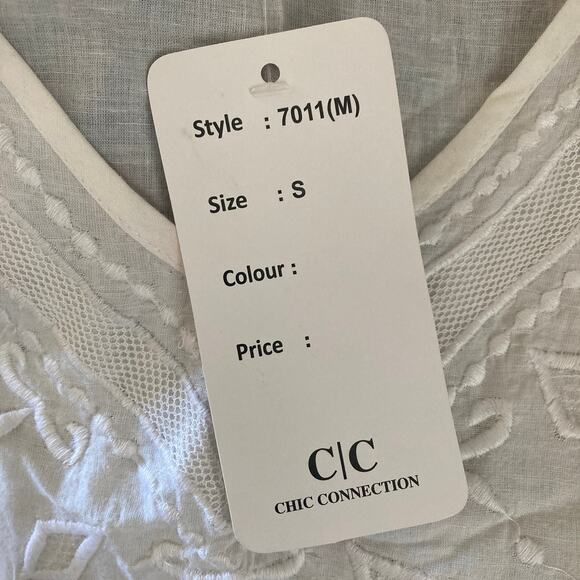 Style : 7011(M)
Size : S
Colour :
Price :
C|C
CHIC CONNECTION